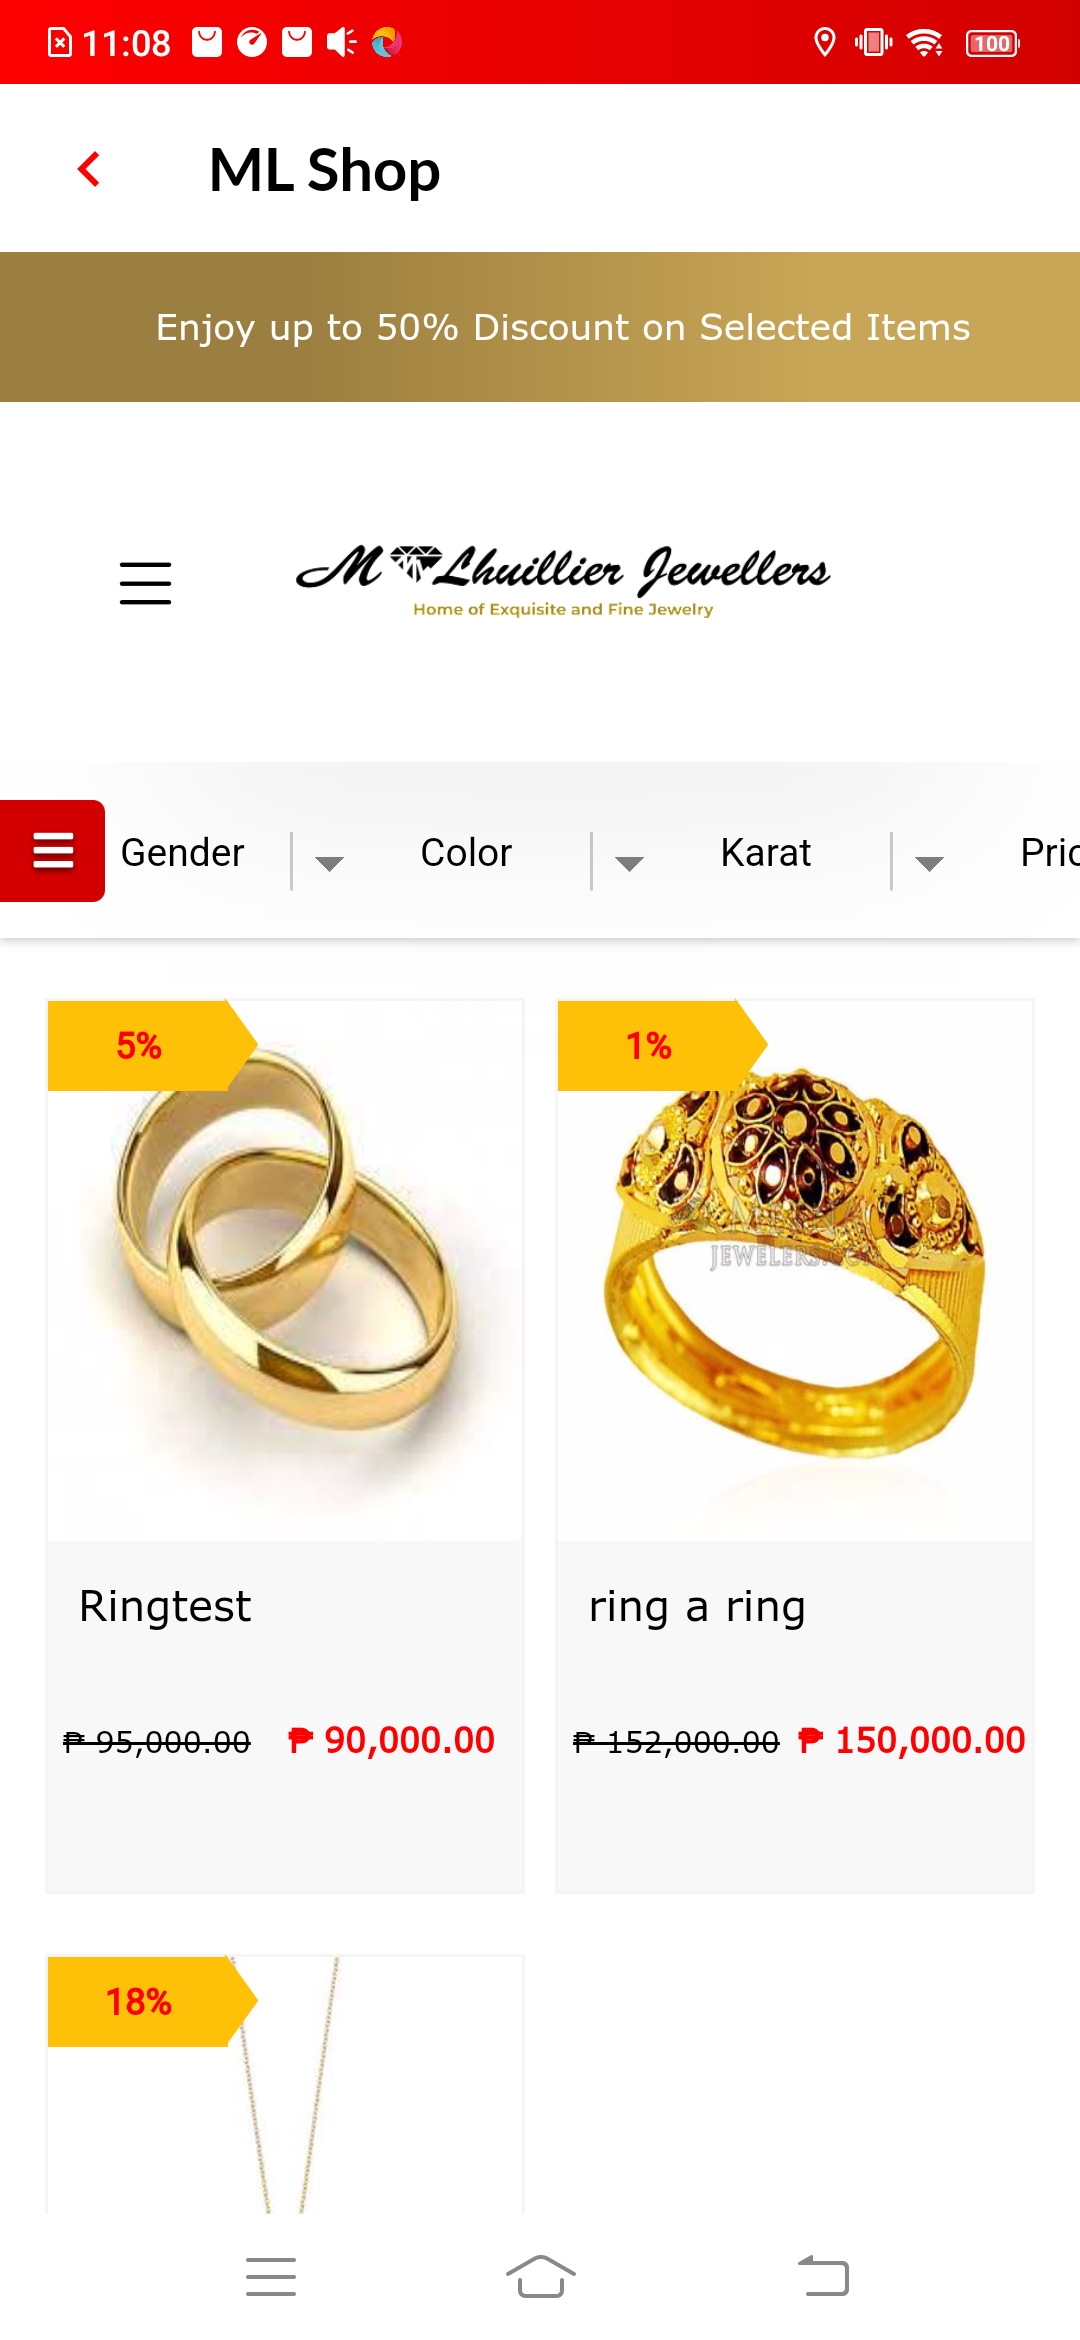 11:08
100
ML Shop
Enjoy up to 50% Discount on Selected Items
M Lhuillier Jewellers
Home of Exquisite and Fine Jewelry
Gender Color Karat Pric
5%
1%
JEWELERS.COM
Ringtest
ring a ring
₱ 95,000.00 ₱ 90,000.00
₱ 152,000.00 ₱ 150,000.00
18%